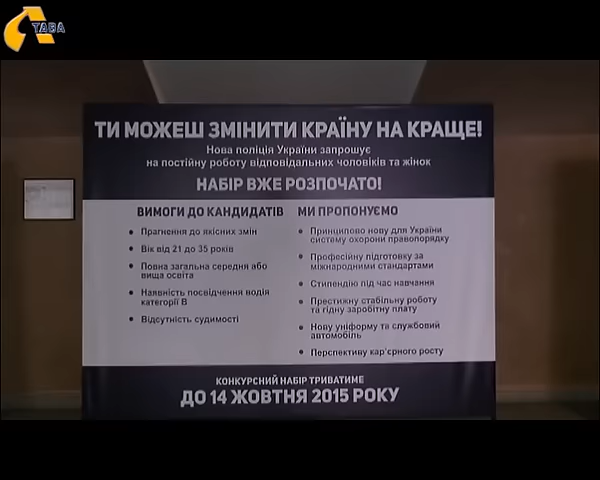 ТАВА
ТИ МОЖЕШ ЗМІНИТИ КРАЇНУ НА КРАЩЕ!
Нова поліція України запрошує
на постійну роботу відповідальних чоловіків та жінок
НАБІР ВЖЕ РОЗПОЧАТО!
ВИМОГИ ДО КАНДИДАТІВ
• Прагнення до якісних змін
• Вік від 21 до 35 років
• Повна загальна середня або
вища освіта
• Наявність посвідчення водія
категорії В
• Відсутність судимості
МИ ПРОПОНУЄМО
• Принципово нову для України
систему охорони правопорядку
• Професійну підготовку за
міжнародними стандартами
• Стипендію під час навчання
• Престижну стабільну роботу
та гідну заробітну плату
• Нову уніформу та службовий
автомобіль
• Перспективу кар'єрного росту
КОНКУРСНИЙ НАБІР ТРИВАТИМЕ
ДО 14 ЖОВТНЯ 2015 РОКУ